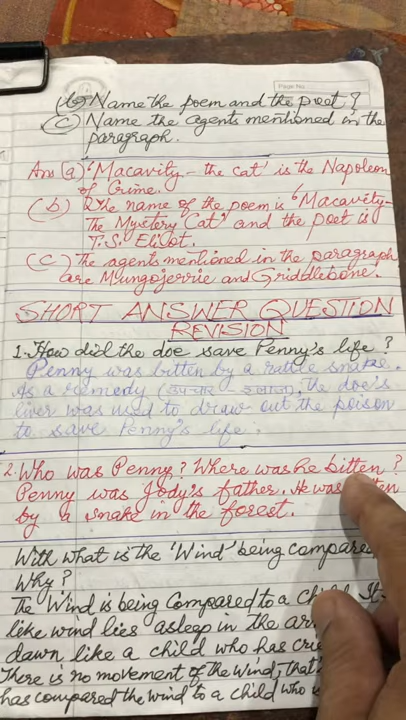 Page No
(b) Name the poem and the poet?
(c) Name the agents mentioned in the
paragraph.
Ans (a) 'Macavity - the cat' is the Napoleon
of Crime.
(b) The name of the poem is 'Macavity-
The Mystery Cat' and the poet is
T.S. Eliot.
(c) The agents mentioned in the paragraph
are Mungojerrie and Griddlebone.
SHORT ANSWER QUESTION
REVISION
1. How did the doe save Penny's life?
Penny was bitten by a rattle snake.
As a remedy (उपचार, इलाज), the doe's
liver was used to draw out the poison
to save Penny's life.
2. Who was Penny? Where was he bitten?
Penny was Jody's father. He was
by a snake in the forest.
With what is the 'Wind' being compared
Why?
The Wind is being Compared to a child. It
like wind lies asleep in the
dawn like a child who has
There is no movement of the wind, that
has compared the wind to a child who